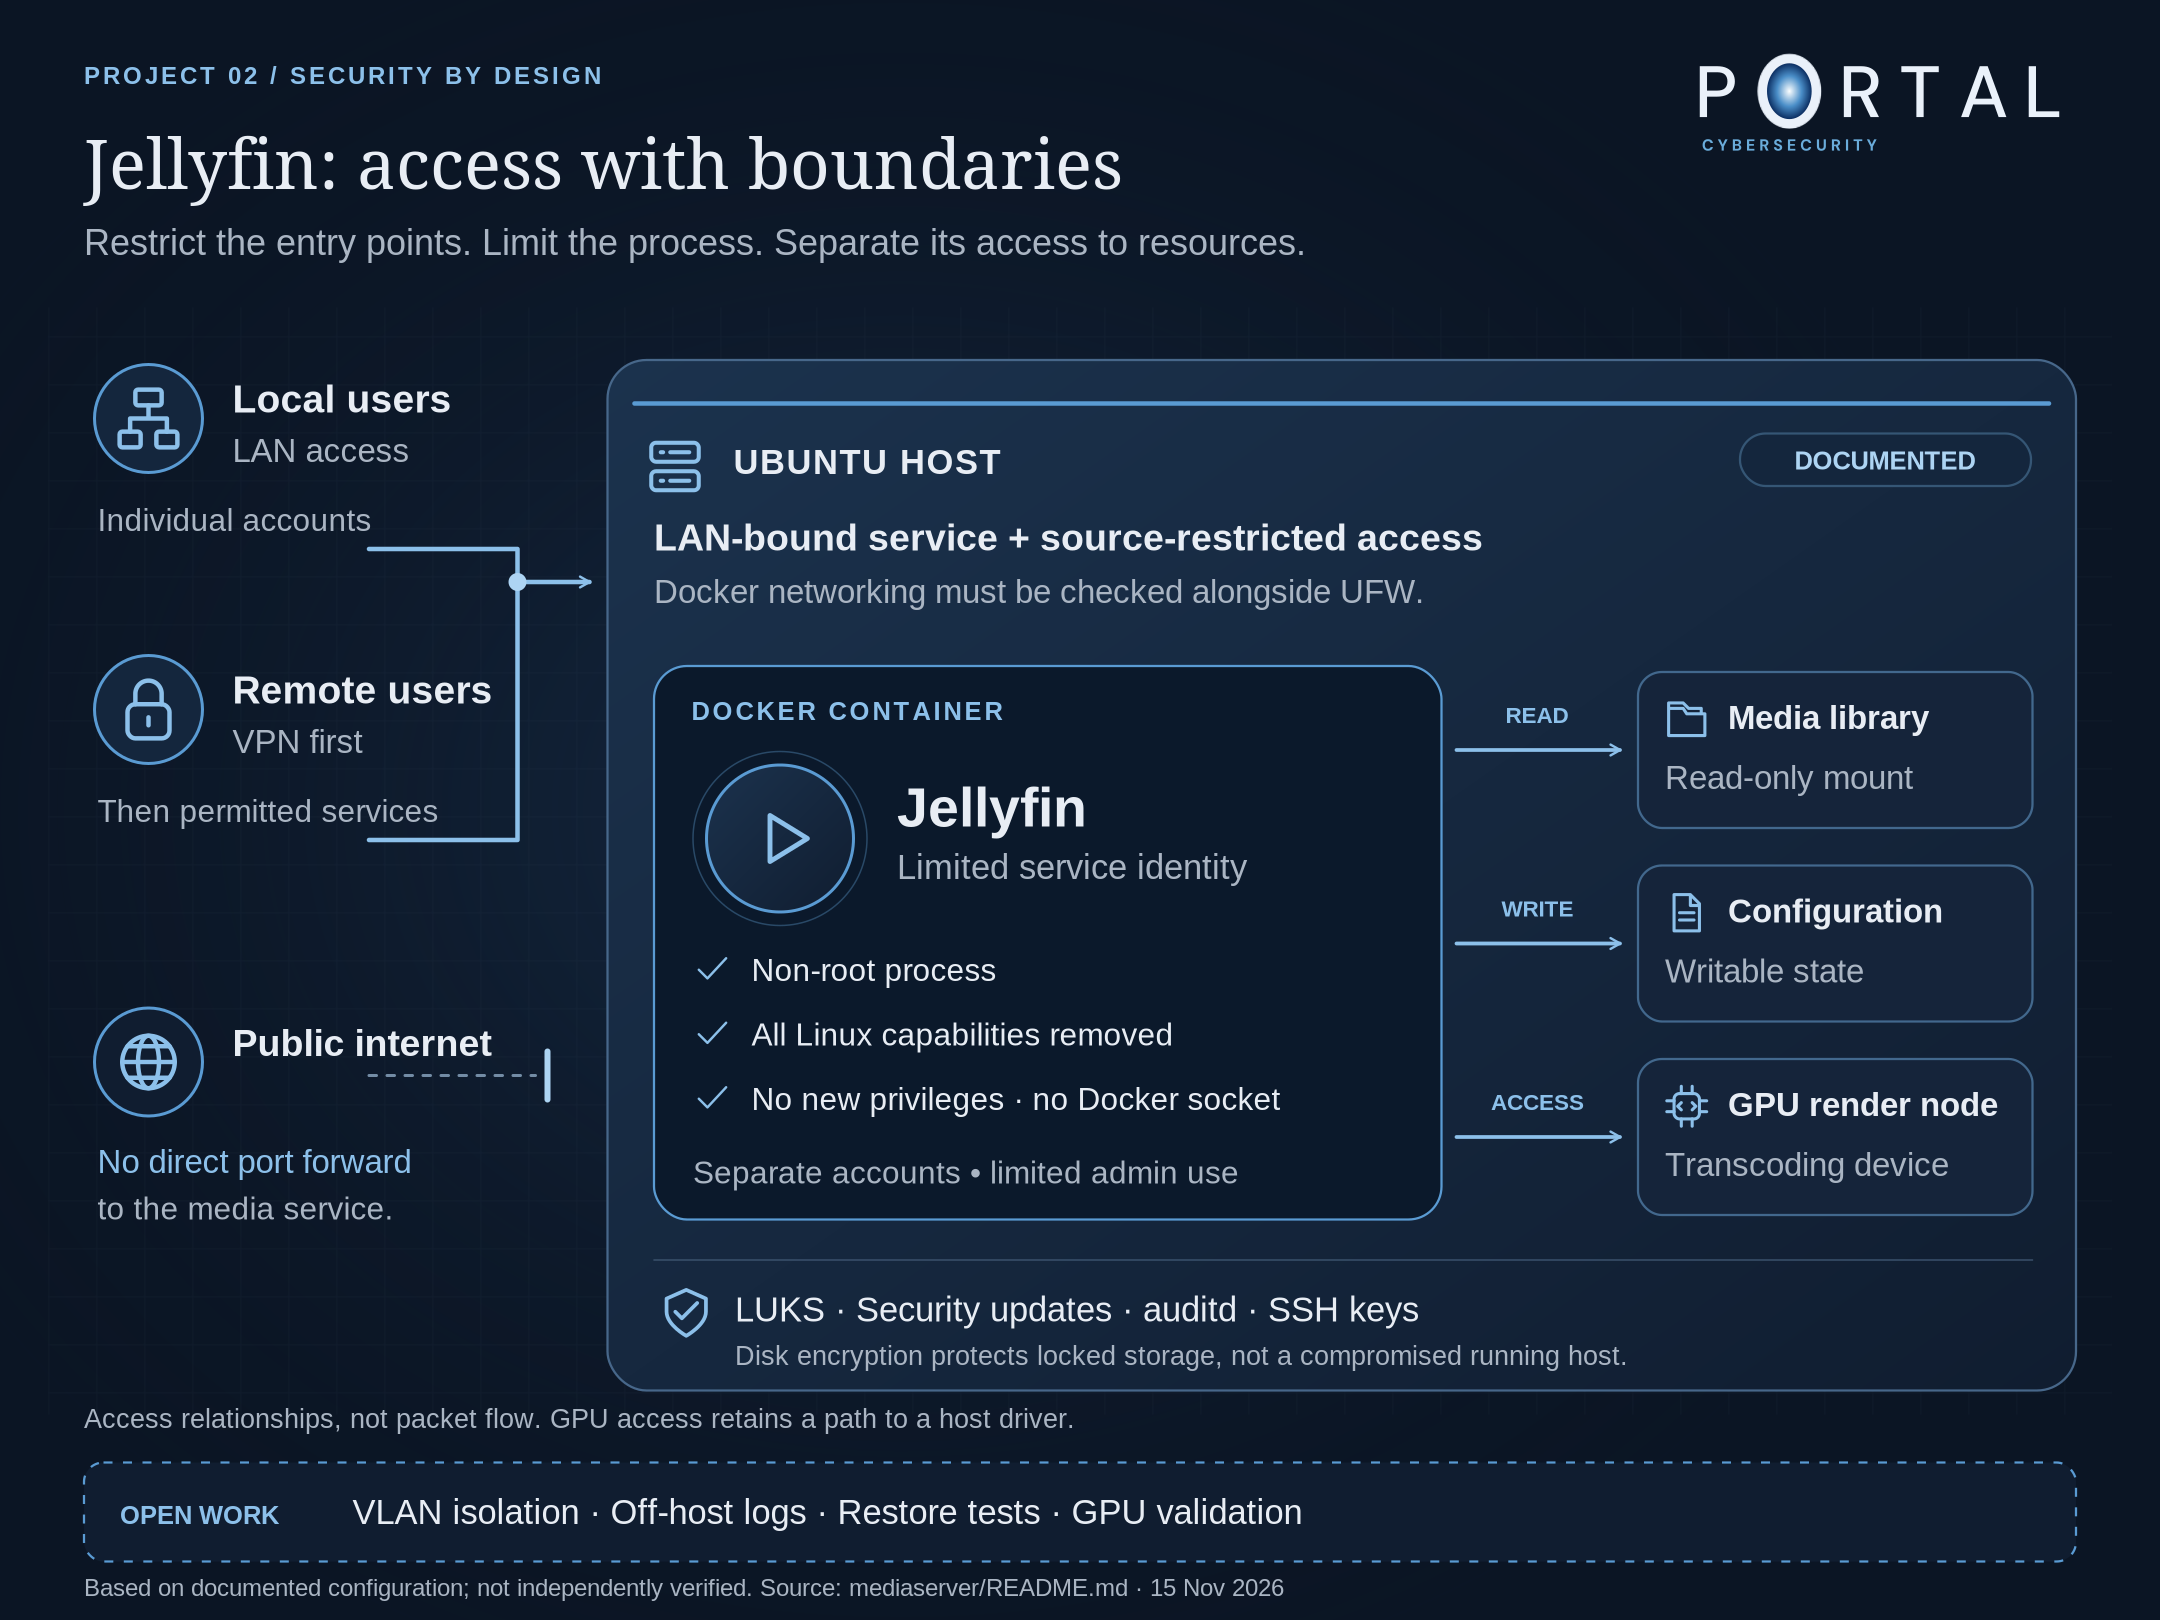 PROJECT 02 / SECURITY BY DESIGN
PORTAL
CYBERSECURITY
Jellyfin: access with boundaries
Restrict the entry points. Limit the process. Separate its access to resources.
Local users
LAN access
Individual accounts
Remote users
VPN first
Then permitted services
Public internet
No direct port forward
to the media service.
UBUNTU HOST
DOCUMENTED
LAN-bound service + source-restricted access
Docker networking must be checked alongside UFW.
DOCKER CONTAINER
Jellyfin
Limited service identity
Non-root process
All Linux capabilities removed
No new privileges · no Docker socket
Separate accounts • limited admin use
READ
Media library
Read-only mount
WRITE
Configuration
Writable state
ACCESS
GPU render node
Transcoding device
LUKS · Security updates · auditd · SSH keys
Disk encryption protects locked storage, not a compromised running host.
Access relationships, not packet flow. GPU access retains a path to a host driver.
OPEN WORK
VLAN isolation · Off-host logs · Restore tests · GPU validation
Based on documented configuration; not independently verified. Source: mediaserver/README.md · 15 Nov 2026